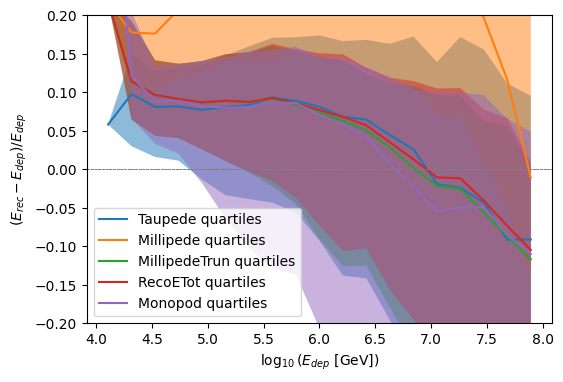 0.20
0.15
0.10
0.05
0.00
−0.05
−0.10
−0.15
−0.20
(E_rec − E_dep)/E_dep
Taupede quartiles
Millipede quartiles
MillipedeTrun quartiles
RecoETot quartiles
Monopod quartiles
4.0 4.5 5.0 5.5 6.0 6.5 7.0 7.5 8.0
log10 (E_dep [GeV])